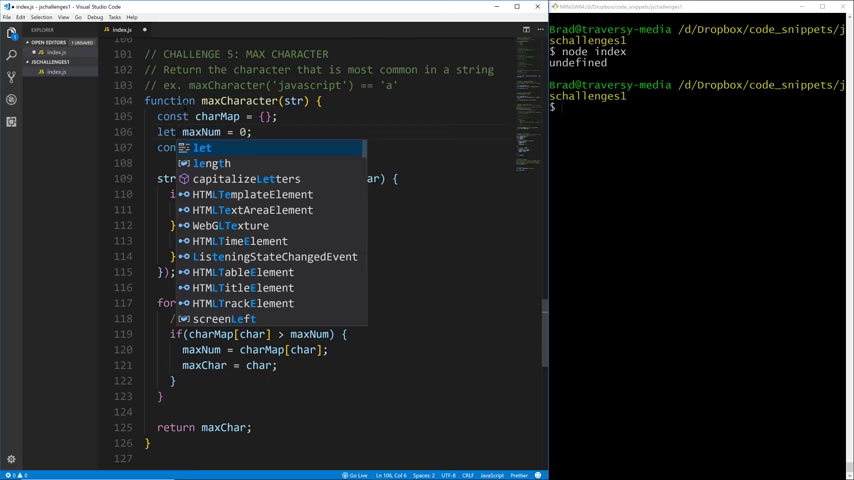 index.js - jschallenges1 - Visual Studio Code
File Edit Selection View Go Debug Tasks Help
EXPLORER
OPEN EDITORS 1 UNSAVED
index.js
JSCHALLENGES1
index.js
index.js
100
101 // CHALLENGE 5: MAX CHARACTER
102 // Return the character that is most common in a string
103 // ex. maxCharacter('javascript') == 'a'
104 function maxCharacter(str) {
105 const charMap = {};
106 let maxNum = 0;
107 con
let
length
capitalizeLetters
HTMLTemplateElement
HTMLTextAreaElement
WebGLTexture
HTMLTimeElement
ListeningStateChangedEvent
HTMLTableElement
HTMLTitleElement
HTMLTrackElement
screenLeft
108
109 str ar) {
110 i
111
112 }
113
114 }
115 });
116
117 for
118 /
119 if(charMap[char] > maxNum) {
120 maxNum = charMap[char];
121 maxChar = char;
122 }
123 }
124
125 return maxChar;
126 }
127
0 0 Go Live Ln 106, Col 6 Spaces: 2 UTF-8 CRLF JavaScript Prettier
MINGW64:/d/Dropbox/code_snippets/jschallenges1
Brad@traversy-media /d/Dropbox/code_snippets/j
schallenges1
$ node index
undefined
Brad@traversy-media /d/Dropbox/code_snippets/j
schallenges1
$